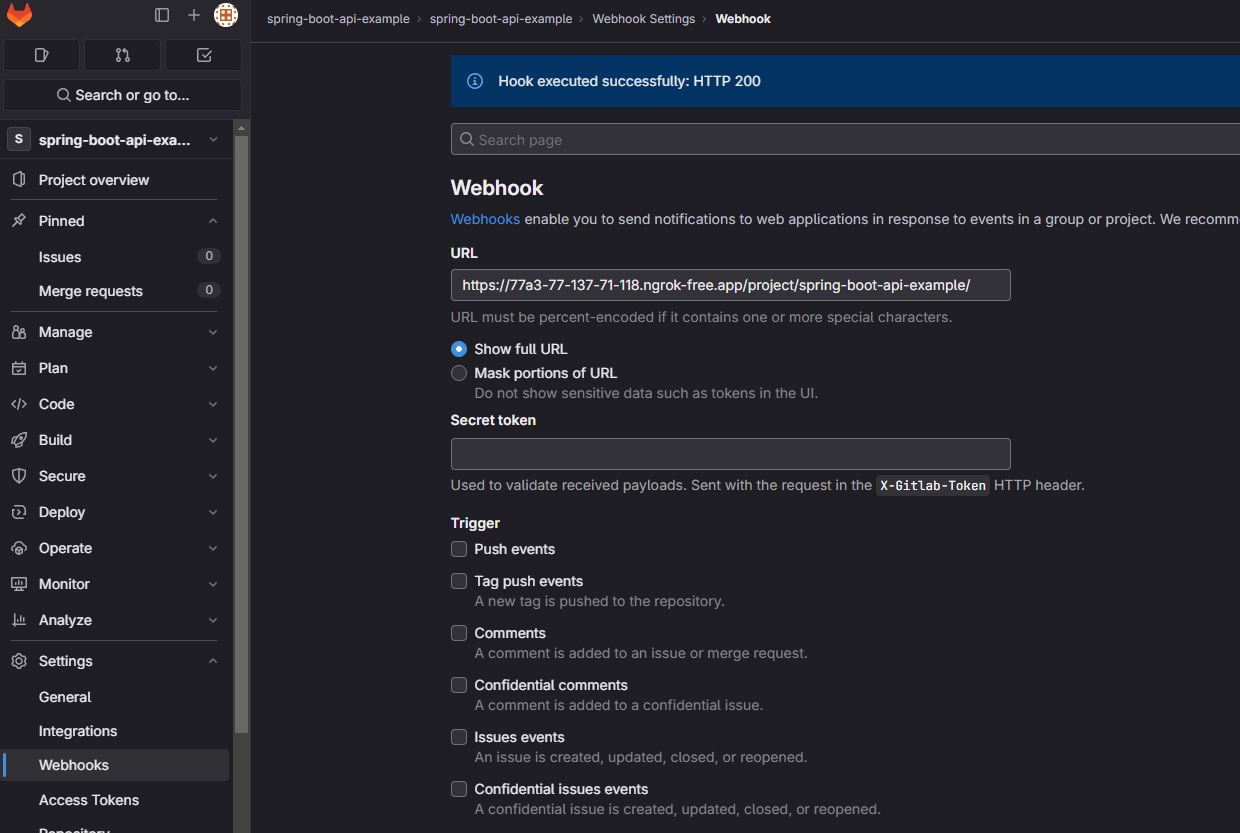 spring-boot-api-example › spring-boot-api-example › Webhook Settings › Webhook
Search or go to...
S spring-boot-api-exa...
Project overview
Pinned
Issues 0
Merge requests 0
Manage
Plan
Code
Build
Secure
Deploy
Operate
Monitor
Analyze
Settings
General
Integrations
Webhooks
Access Tokens
Repository
Hook executed successfully: HTTP 200
Search page
Webhook
Webhooks enable you to send notifications to web applications in response to events in a group or project. We recomm
URL
https://77a3-77-137-71-118.ngrok-free.app/project/spring-boot-api-example/
URL must be percent-encoded if it contains one or more special characters.
Show full URL
Mask portions of URL
Do not show sensitive data such as tokens in the UI.
Secret token
Used to validate received payloads. Sent with the request in the X-Gitlab-Token HTTP header.
Trigger
Push events
Tag push events
A new tag is pushed to the repository.
Comments
A comment is added to an issue or merge request.
Confidential comments
A comment is added to a confidential issue.
Issues events
An issue is created, updated, closed, or reopened.
Confidential issues events
A confidential issue is created, updated, closed, or reopened.